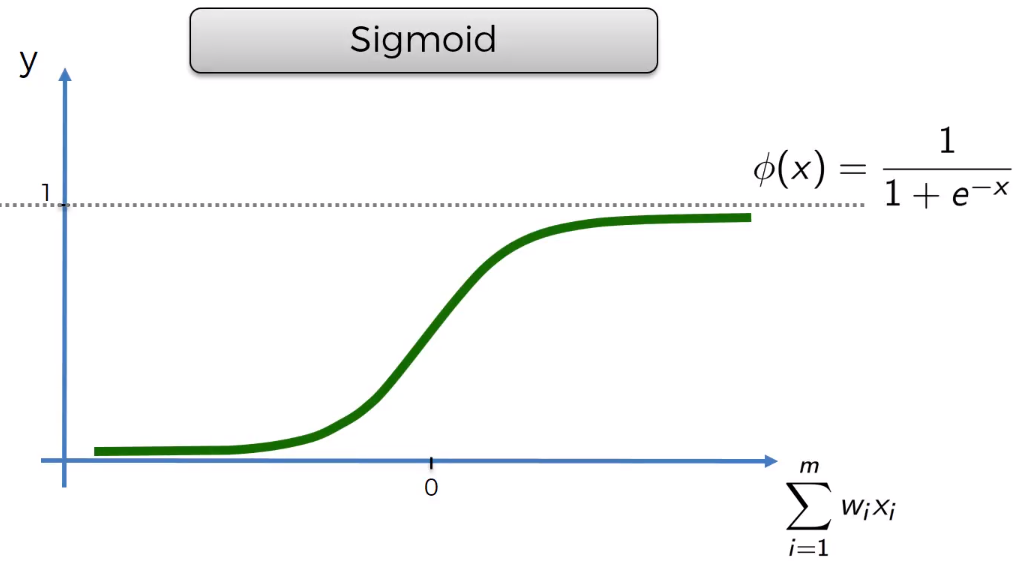 Sigmoid
y
1
ϕ(x) = 1 / (1 + e^{-x})
0
m
∑ w_i x_i
i=1